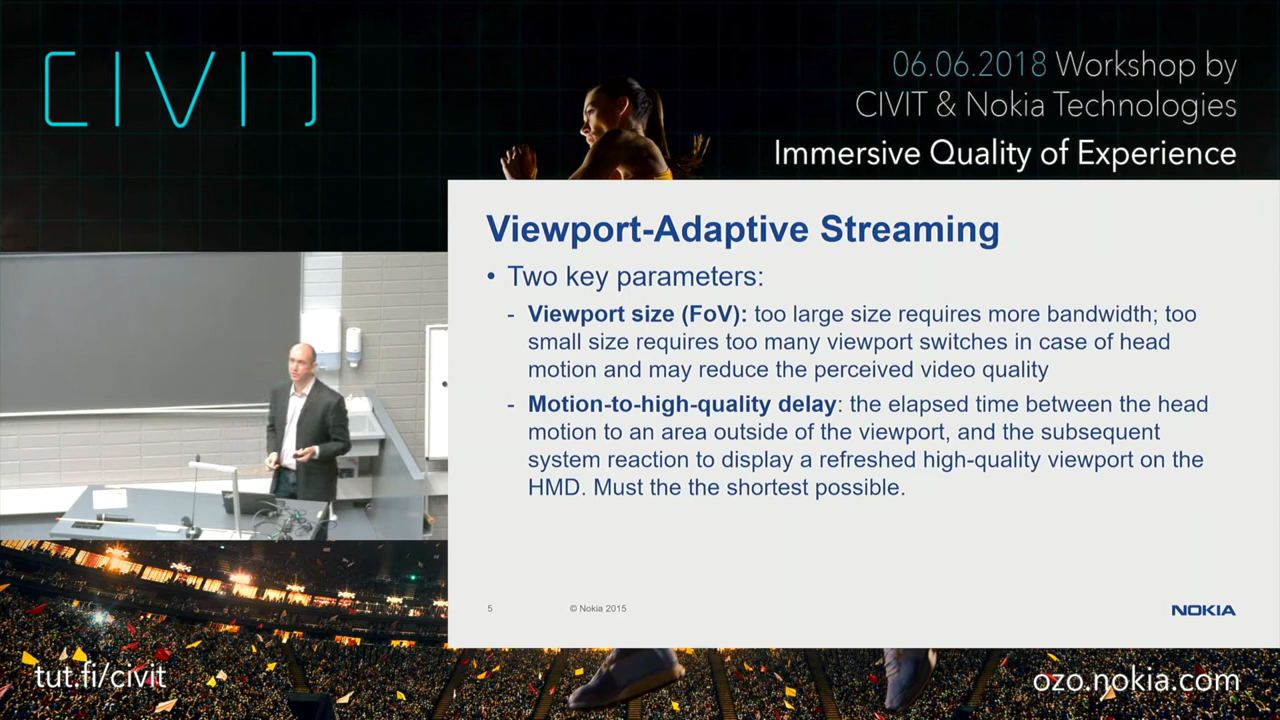 CIVIT
06.06.2018 Workshop by
CIVIT & Nokia Technologies
Immersive Quality of Experience
Viewport-Adaptive Streaming
• Two key parameters:
- Viewport size (FoV): too large size requires more bandwidth; too
small size requires too many viewport switches in case of head
motion and may reduce the perceived video quality
- Motion-to-high-quality delay: the elapsed time between the head
motion to an area outside of the viewport, and the subsequent
system reaction to display a refreshed high-quality viewport on the
HMD. Must the the shortest possible.
5
© Nokia 2015
NOKIA
tut.fi/civit
ozo.nokia.com